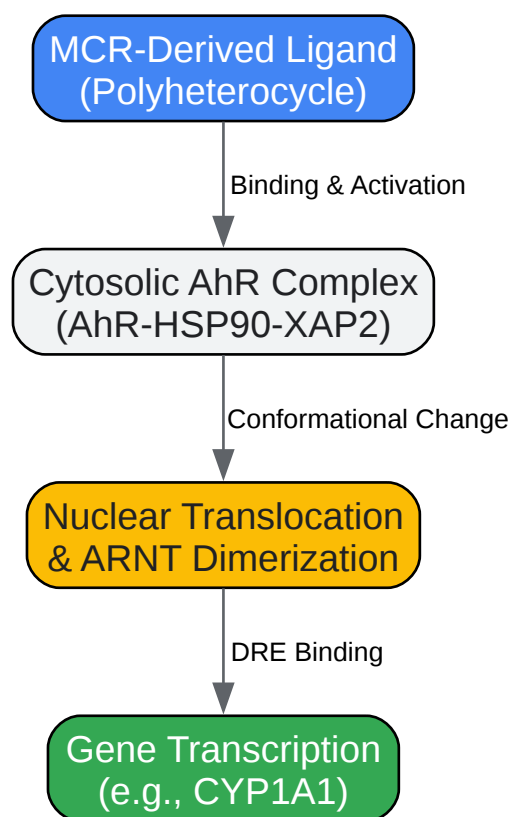 MCR-Derived Ligand
(Polyheterocycle)
Binding & Activation
Cytosolic AhR Complex
(AhR-HSP90-XAP2)
Conformational Change
Nuclear Translocation
& ARNT Dimerization
DRE Binding
Gene Transcription
(e.g., CYP1A1)